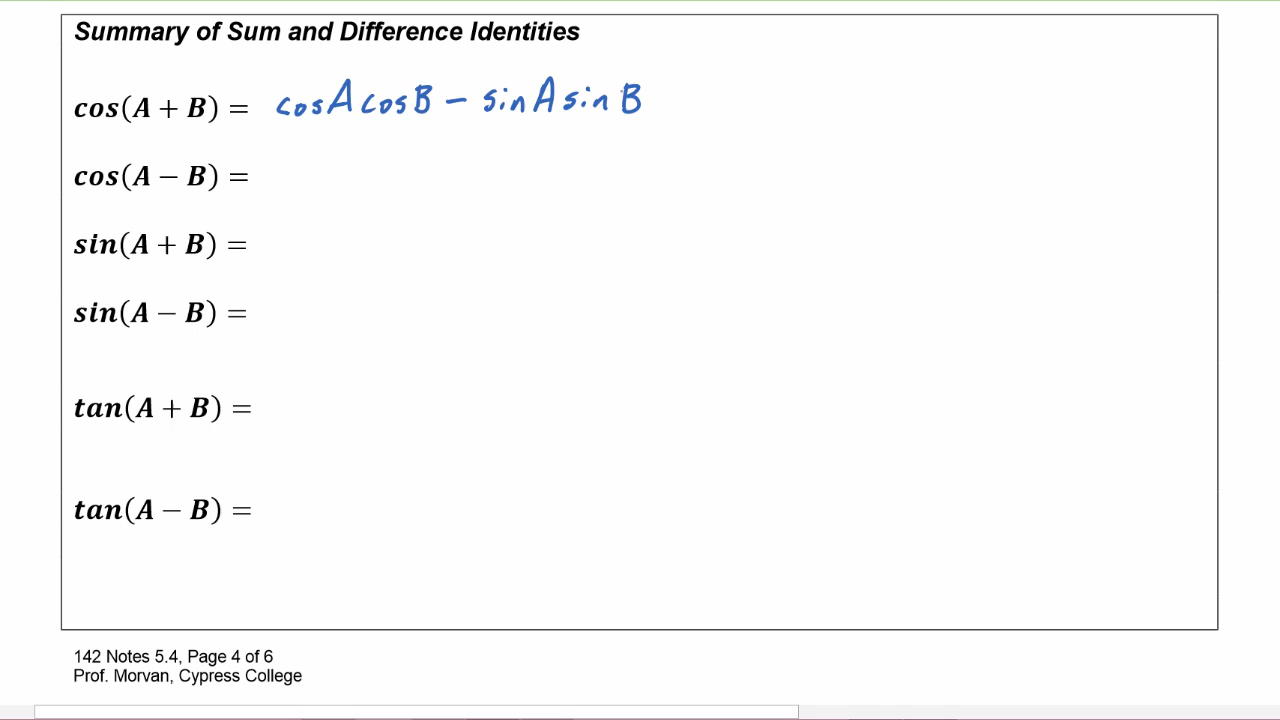 Summary of Sum and Difference Identities
cos(A + B) = cosA cosB − sinA sinB
cos(A − B) =
sin(A + B) =
sin(A − B) =
tan(A + B) =
tan(A − B) =
142 Notes 5.4, Page 4 of 6
Prof. Morvan, Cypress College